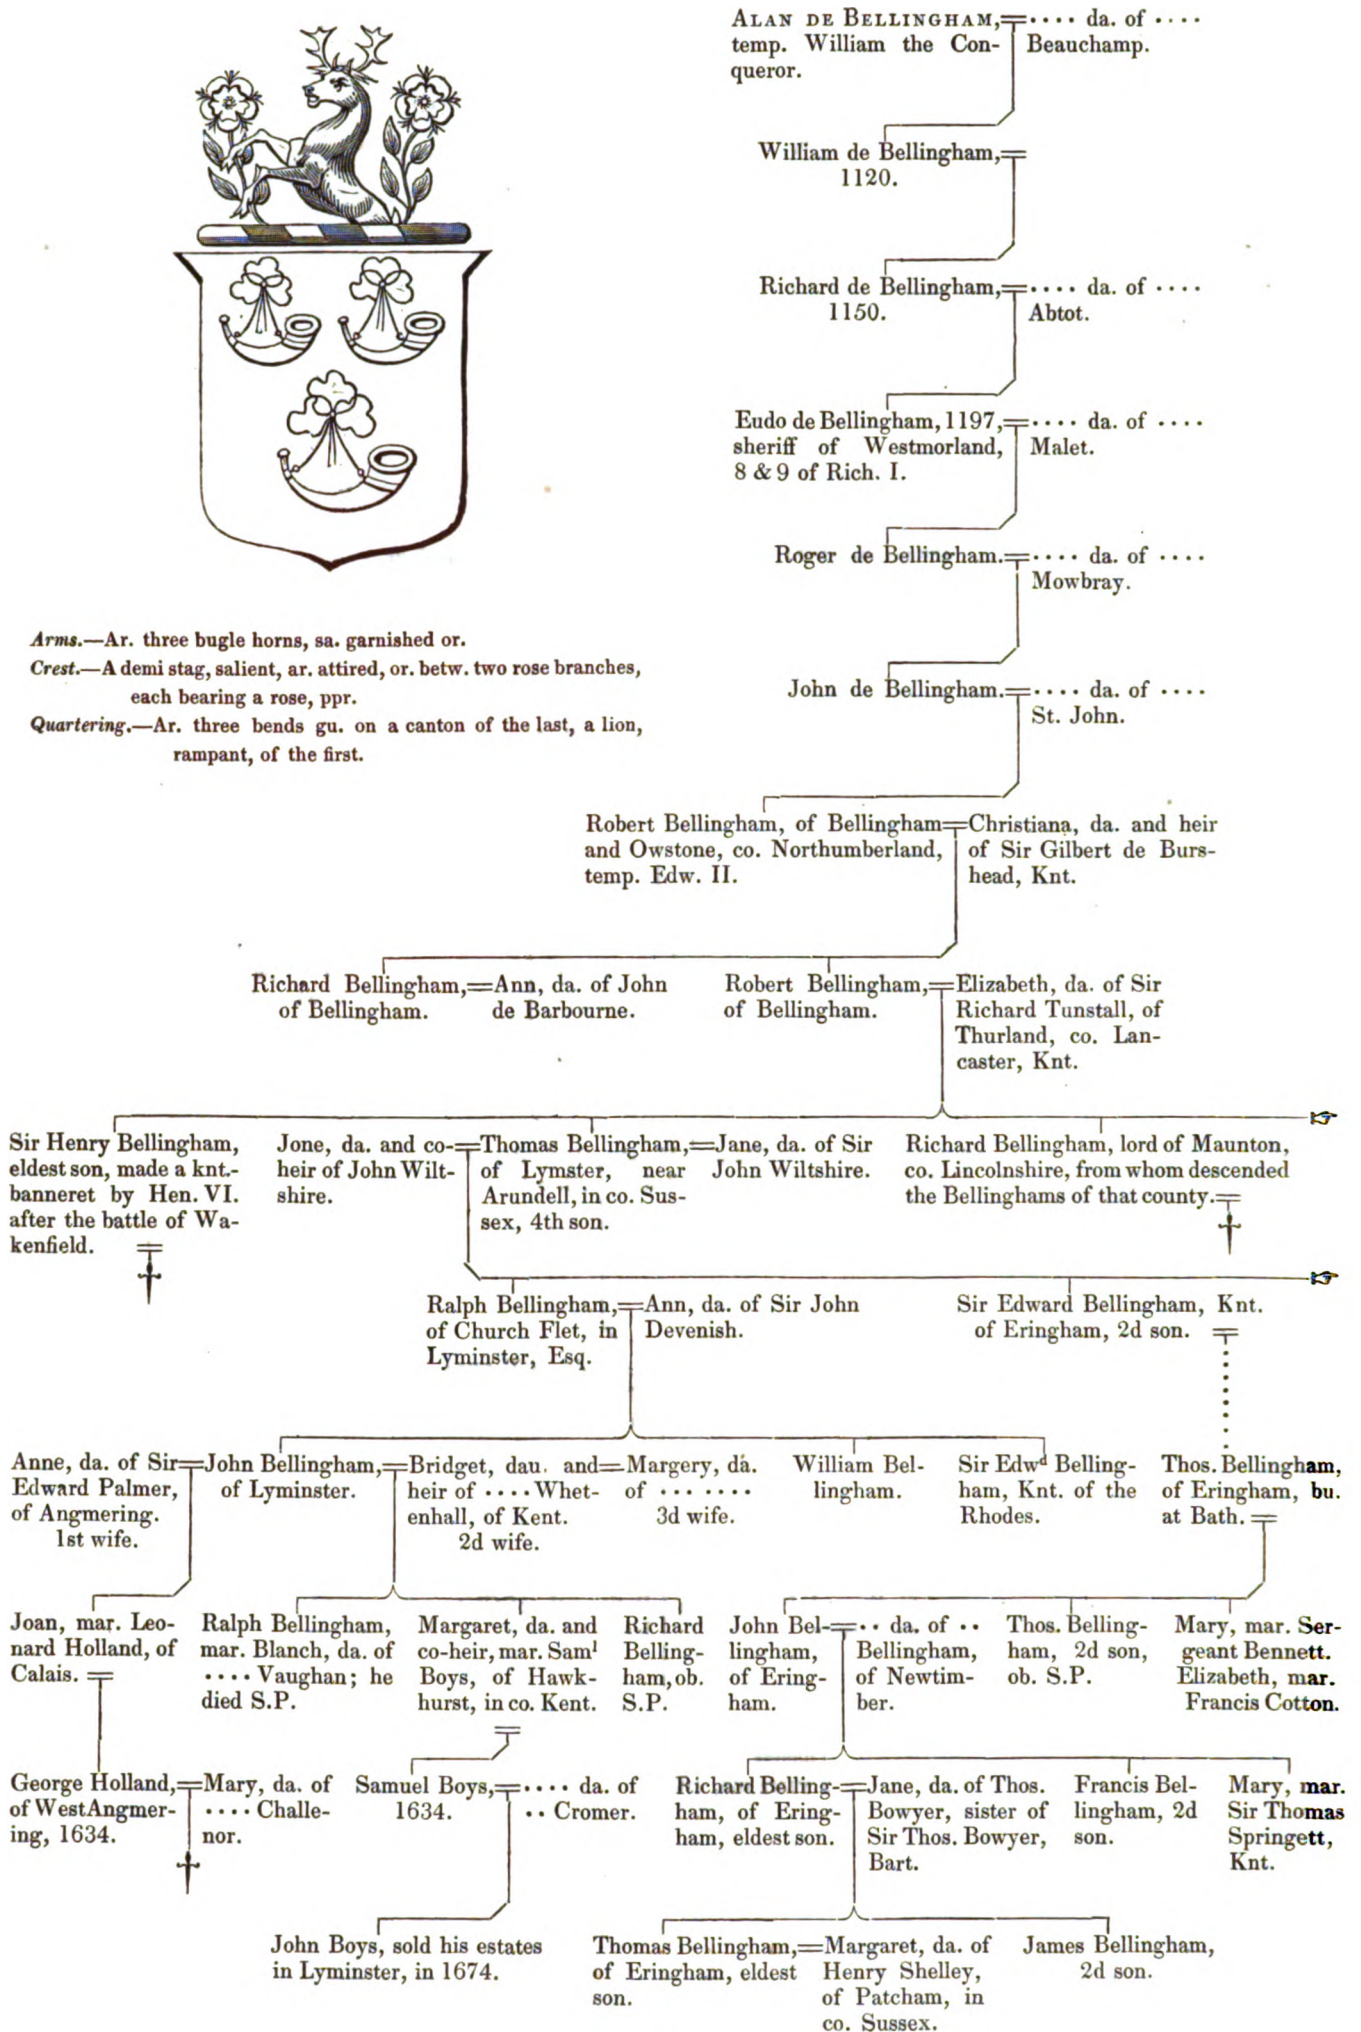 ALAN DE BELLINGHAM,=···· da. of ····
temp. William the Con- Beauchamp.
queror.
William de Bellingham,=
1120.
Richard de Bellingham,=···· da. of ····
1150. Abtot.
Eudo de Bellingham, 1197,=···· da. of ····
sheriff of Westmorland, Malet.
8 & 9 of Rich. I.
Roger de Bellingham.=···· da. of ····
Mowbray.
Arms.—Ar. three bugle horns, sa. garnished or.
Crest.—A demi stag, salient, ar. attired, or. betw. two rose branches,
each bearing a rose, ppr.
Quartering.—Ar. three bends gu. on a canton of the last, a lion,
rampant, of the first.
John de Bellingham.=···· da. of ····
St. John.
Robert Bellingham, of Bellingham=
and Owstone, co. Northumberland,
temp. Edw. II.
Christiana, da. and heir
of Sir Gilbert de Burs-
head, Knt.
Richard Bellingham,=
of Bellingham.
Ann, da. of John
de Barbourne.
Robert Bellingham,=
of Bellingham.
Elizabeth, da. of Sir
Richard Tunstall, of
Thurland, co. Lan-
caster, Knt.
Sir Henry Bellingham,
eldest son, made a knt.-
banneret by Hen. VI.
after the battle of Wa-
kenfield.
Jone, da. and co-=
heir of John Wilt-
shire.
Thomas Bellingham,=
of Lymster, near
Arundell, in co. Sus-
sex, 4th son.
Jane, da. of Sir
John Wiltshire.
Richard Bellingham, lord of Maunton,
co. Lincolnshire, from whom descended
the Bellinghams of that county.=
Ralph Bellingham,=
of Church Flet, in
Lyminster, Esq.
Ann, da. of Sir John
Devenish.
Sir Edward Bellingham, Knt.
of Eringham, 2d son.
Anne, da. of Sir=
Edward Palmer,
of Angmering.
1st wife.
John Bellingham,=
of Lyminster.
Bridget, dau. and=
heir of ····Whet-
enhall, of Kent.
2d wife.
Margery, da.
of ··· ····
3d wife.
William Bel-
lingham.
Sir Edwd Belling-
ham, Knt. of the
Rhodes.
Thos. Bellingham,
of Eringham, bu.
at Bath.
Joan, mar. Leo-
nard Holland, of
Calais.
Ralph Bellingham,
mar. Blanch, da. of
···· Vaughan; he
died S.P.
Margaret, da. and
co-heir, mar. Saml
Boys, of Hawk-
hurst, in co. Kent.
Richard
Belling-
ham, ob.
S.P.
John Bel-=
lingham,
of Ering-
ham.
·· da. of ··
Bellingham,
of Newtim-
ber.
Thos. Belling-
ham, 2d son,
ob. S.P.
Mary, mar. Ser-
geant Bennett.
Elizabeth, mar.
Francis Cotton.
George Holland,=
of West Angmer-
ing, 1634.
Mary, da. of
···· Challe-
nor.
Samuel Boys,=
1634.
···· da. of
·· Cromer.
Richard Belling-=
ham, of Ering-
ham, eldest son.
Jane, da. of Thos.
Bowyer, sister of
Sir Thos. Bowyer,
Bart.
Francis Bel-
lingham, 2d
son.
Mary, mar.
Sir Thomas
Springett,
Knt.
John Boys, sold his estates
in Lyminster, in 1674.
Thomas Bellingham,=
of Eringham, eldest
son.
Margaret, da. of
Henry Shelley,
of Patcham, in
co. Sussex.
James Bellingham,
2d son.